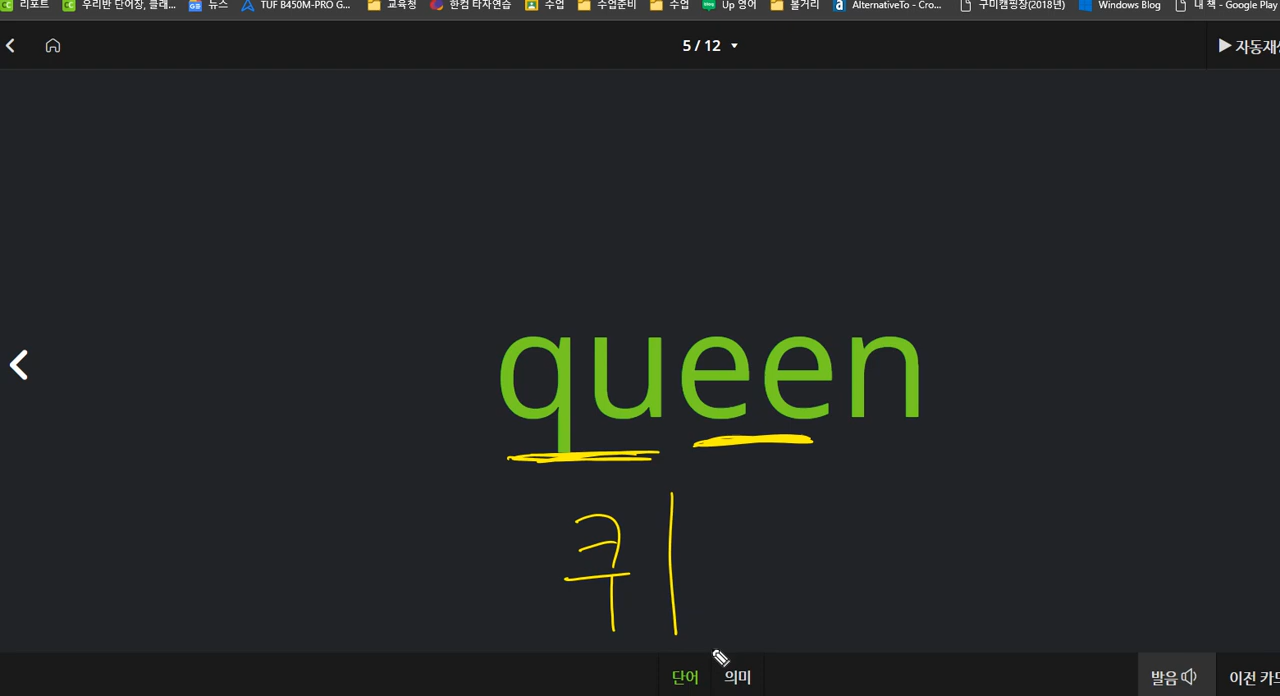 리포트 우리반 단어장, 클래... 뉴스 TUF B450M-PRO G... 교육청 한컴 타자연습 수업 수업준비 수업 Up 영어 볼거리 AlternativeTo - Cro... 구미캠핑장(2018년) Windows Blog 내 책 - Google Play
5 / 12 자동재생
queen
퀴
단어 의미 발음 이전 카드